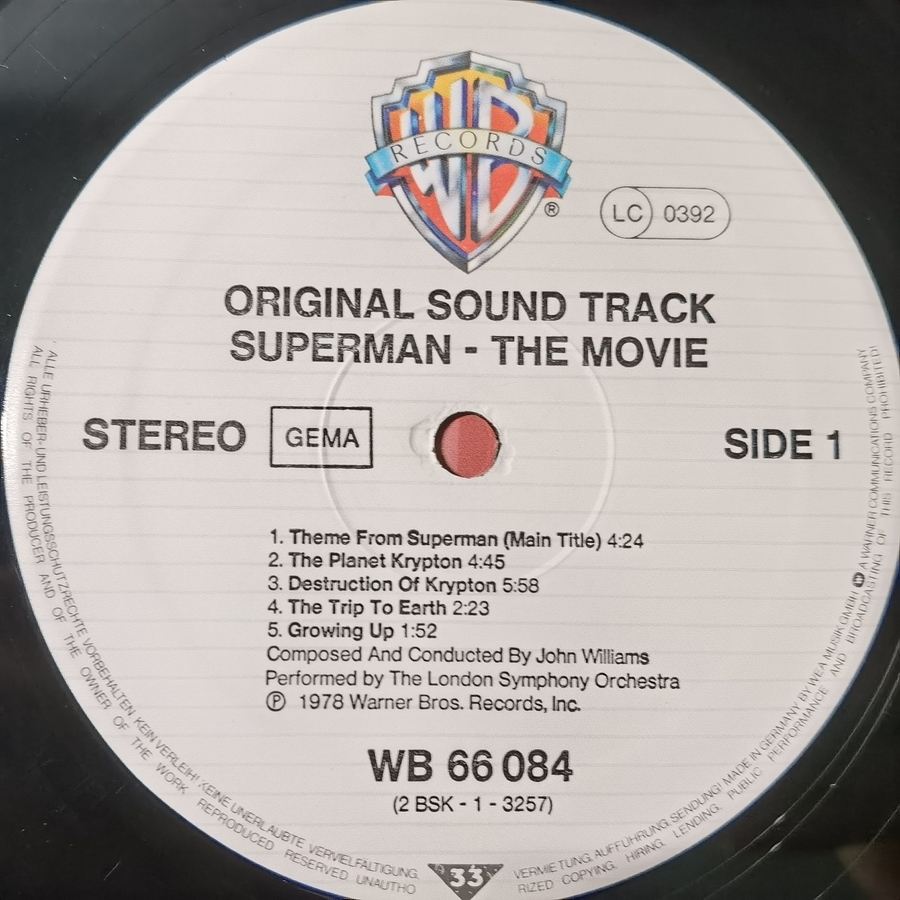 WB
RECORDS
®
LC 0392
ORIGINAL SOUND TRACK
SUPERMAN - THE MOVIE
STEREO GEMA SIDE 1
1. Theme From Superman (Main Title) 4:24
2. The Planet Krypton 4:45
3. Destruction Of Krypton 5:58
4. The Trip To Earth 2:23
5. Growing Up 1:52
Composed And Conducted By John Williams
Performed by The London Symphony Orchestra
Ⓟ 1978 Warner Bros. Records, Inc.
WB 66 084
(2 BSK - 1 - 3257)
33
ALLE URHEBER- UND LEISTUNGSSCHUTZRECHTE VORBEHALTEN. KEIN VERLEIH! KEINE UNERLAUBTE VERVIELFÄLTIGUNG, VERMIETUNG, AUFFÜHRUNG, SENDUNG! MADE IN GERMANY BY WEA MUSIK GMBH A WARNER COMMUNICATIONS COMPANY
ALL RIGHTS OF THE PRODUCER AND OF THE OWNER OF THE WORK REPRODUCED RESERVED UNAUTHORIZED COPYING, HIRING, LENDING, PUBLIC PERFORMANCE AND BROADCASTING OF THIS RECORD PROHIBITED!